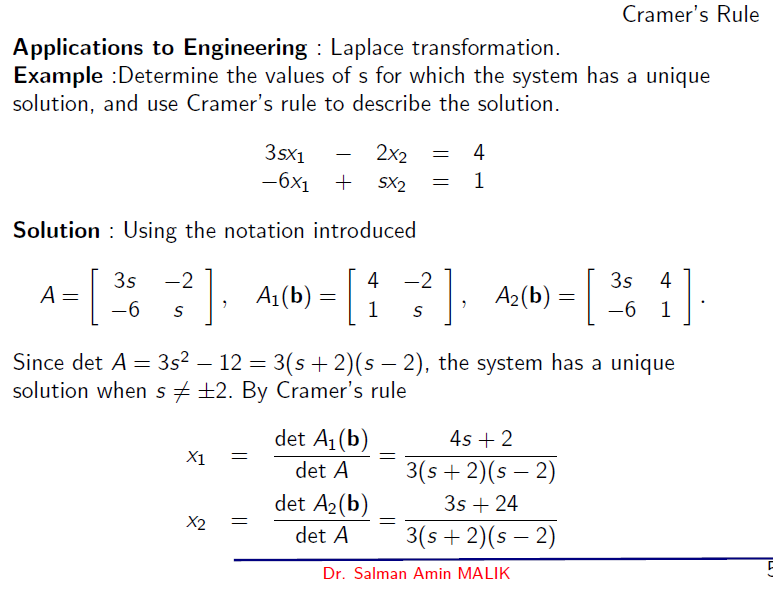 Cramer's Rule
Applications to Engineering : Laplace transformation.
Example :Determine the values of s for which the system has a unique
solution, and use Cramer's rule to describe the solution.
3sx₁ − 2x₂ = 4
−6x₁ + sx₂ = 1
Solution : Using the notation introduced
A = [ 3s −2 ; −6 s ], A₁(b) = [ 4 −2 ; 1 s ], A₂(b) = [ 3s 4 ; −6 1 ].
Since det A = 3s² − 12 = 3(s + 2)(s − 2), the system has a unique
solution when s ≠ ±2. By Cramer's rule
x₁ = det A₁(b) / det A = 4s + 2 / 3(s + 2)(s − 2)
x₂ = det A₂(b) / det A = 3s + 24 / 3(s + 2)(s − 2)
Dr. Salman Amin MALIK